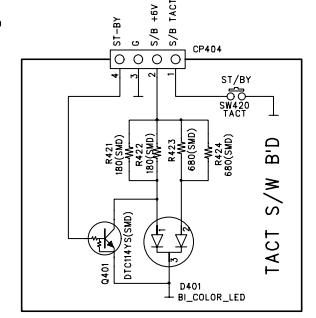 ST-BY
G
S/B +6V
S/B TACT
CP404
4
3
2
1
ST/BY
SW420
TACT
R421
180(SMD)
R422
180(SMD)
R423
680(SMD)
R424
680(SMD)
TACT S/W B'D
Q401
DTC114YS(SMD)
1
2
3
D401
BI_COLOR_LED